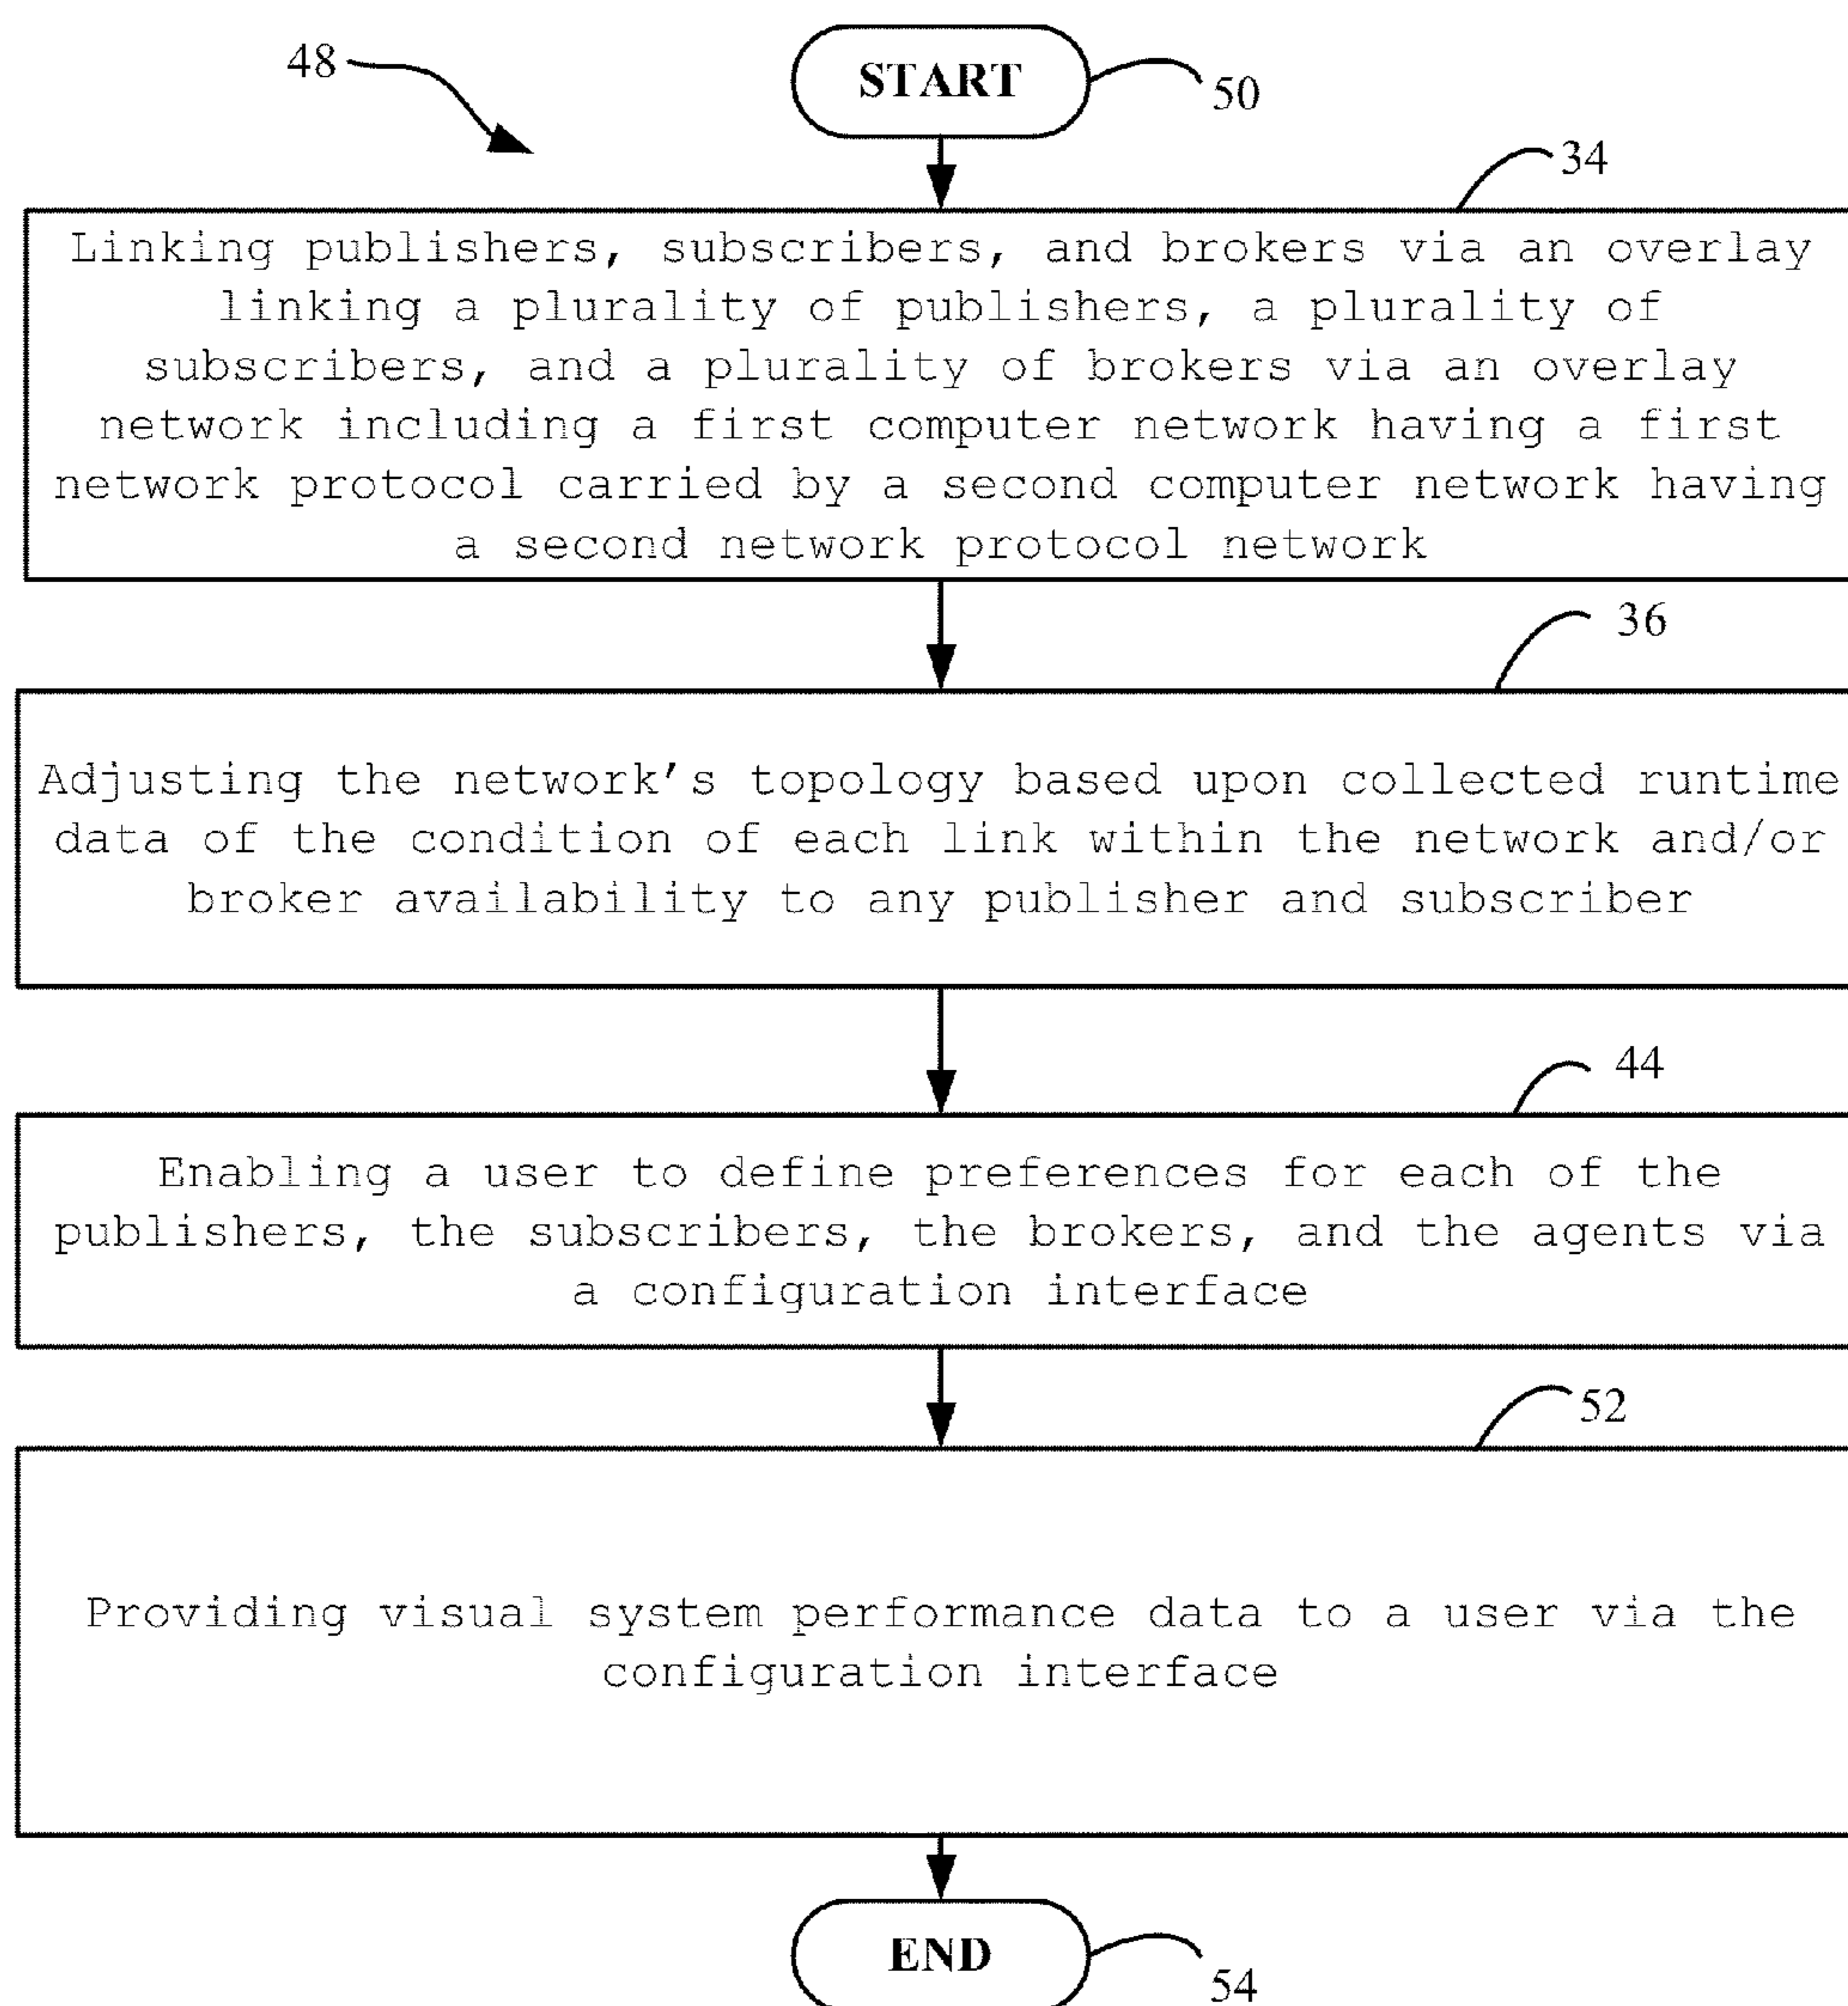 48
START
50
34
Linking publishers, subscribers, and brokers via an overlay
linking a plurality of publishers, a plurality of
subscribers, and a plurality of brokers via an overlay
network including a first computer network having a first
network protocol carried by a second computer network having
a second network protocol network
36
Adjusting the network's topology based upon collected runtime
data of the condition of each link within the network and/or
broker availability to any publisher and subscriber
44
Enabling a user to define preferences for each of the
publishers, the subscribers, the brokers, and the agents via
a configuration interface
52
Providing visual system performance data to a user via the
configuration interface
END
54